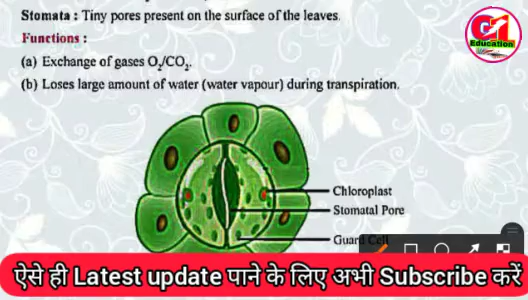 Stomata : Tiny pores present on the surface of the leaves.
Functions :
(a) Exchange of gases O₂/CO₂.
(b) Loses large amount of water (water vapour) during transpiration.
Education
Chloroplast
Stomatal Pore
Guard Cell
ऐसे ही Latest update पाने के लिए अभी Subscribe करें